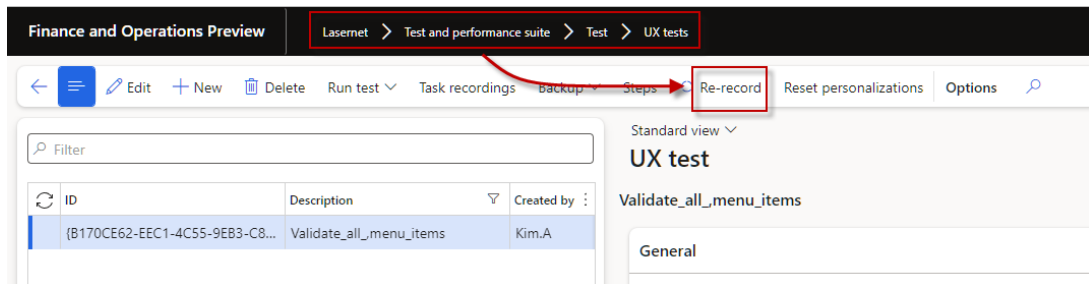 Finance and Operations Preview Lasernet > Test and performance suite > Test > UX tests
Edit New Delete Run test Task recordings Backup Steps Re-record Reset personalizations Options
Standard view
Filter
UX test
ID Description Created by
Validate_all_,menu_items
{B170CE62-EEC1-4C55-9EB3-C8... Validate_all_,menu_items Kim.A
General